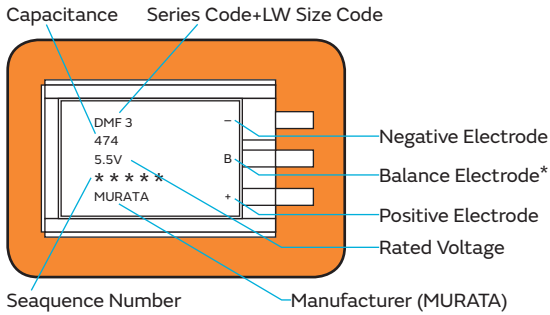 Capacitance
Series Code+LW Size Code
DMF 3
474
5.5V
*****
MURATA
−
B
+
Negative Electrode
Balance Electrode*
Positive Electrode
Rated Voltage
Seaquence Number
Manufacturer (MURATA)